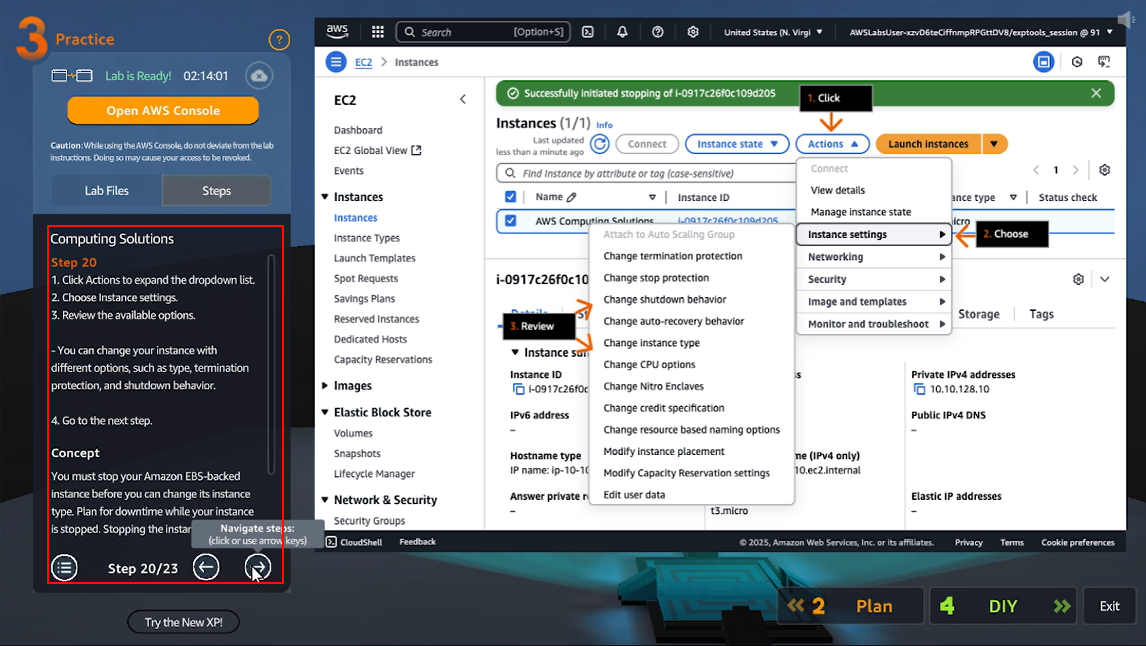 3 Practice
?
Lab is Ready! 02:14:01
Open AWS Console
Caution: While using the AWS Console, do not deviate from the lab
instructions. Doing so may cause your access to be revoked.
Lab Files
Steps
Computing Solutions
Step 20
1. Click Actions to expand the dropdown list.
2. Choose Instance settings.
3. Review the available options.
- You can change your instance with
different options, such as type, termination
protection, and shutdown behavior.
4. Go to the next step.
Concept
You must stop your Amazon EBS-backed
instance before you can change its instance
type. Plan for downtime while your instance
is stopped. Stopping the instan
Navigate steps:
(click or use arrow keys)
Step 20/23
Try the New XP!
aws
Search [Option+S]
United States (N. Virgi
AWSLabsUser-xzvD6teCiffnmpRPGttDV8/exptools_session @ 91
EC2 > Instances
EC2
Dashboard
EC2 Global View
Events
Instances
Instances
Instance Types
Launch Templates
Spot Requests
Savings Plans
Reserved Instances
Dedicated Hosts
Capacity Reservations
Images
Elastic Block Store
Volumes
Snapshots
Lifecycle Manager
Network & Security
Security Groups
Successfully initiated stopping of i-0917c26f0c109d205
1. Click
Instances (1/1) Info
Last updated
less than a minute ago
Connect
Instance state
Actions
Launch instances
Find Instance by attribute or tag (case-sensitive)
1
Name
Instance ID
ance type
Status check
AWS Computing Solutions
i-0917c26f0c109d205
icro
Connect
View details
Manage instance state
Instance settings
2. Choose
Networking
Security
Image and templates
Monitor and troubleshoot
Attach to Auto Scaling Group
Change termination protection
Change stop protection
Change shutdown behavior
Change auto-recovery behavior
Change instance type
Change CPU options
Change Nitro Enclaves
Change credit specification
Change resource based naming options
Modify instance placement
Modify Capacity Reservation settings
Edit user data
3. Review
i-0917c26f0c10
Details
Storage
Tags
Instance sum
Instance ID
i-0917c26f0c
IPv6 address
–
Hostname type
IP name: ip-10-10
Answer private re
–
s
me (IPv4 only)
10.ec2.internal
t3.micro
Private IPv4 addresses
10.10.128.10
Public IPv4 DNS
–
Elastic IP addresses
–
CloudShell
Feedback
© 2025, Amazon Web Services, Inc. or its affiliates.
Privacy
Terms
Cookie preferences
2 Plan
4 DIY
Exit